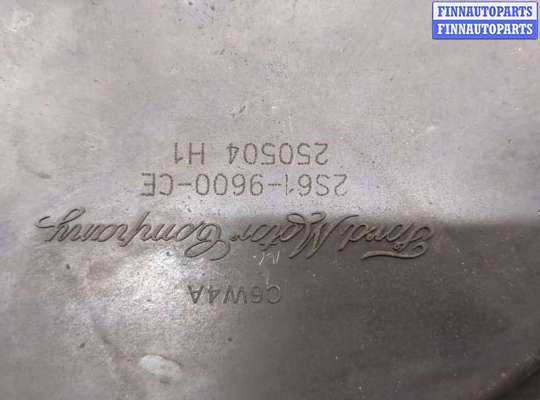 FINNAUTOPARTS
FINNAUTOPARTS
C6W4A
Ford Motor Company
2S61-9600-CE
250504 H1